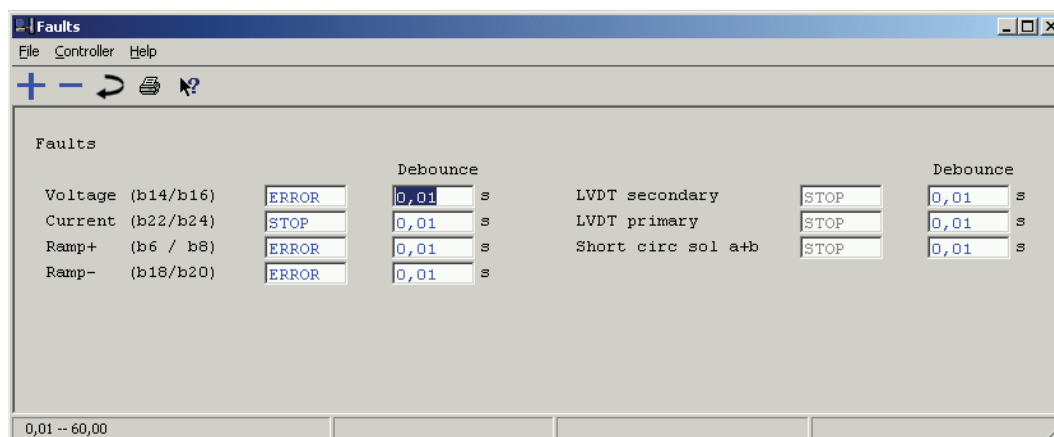 Faults
File Controller Help
Faults
Debounce Debounce
Voltage (b14/b16) ERROR 0,01 s LVDT secondary STOP 0,01 s
Current (b22/b24) STOP 0,01 s LVDT primary STOP 0,01 s
Ramp+ (b6 / b8) ERROR 0,01 s Short circ sol a+b STOP 0,01 s
Ramp- (b18/b20) ERROR 0,01 s
0,01 -- 60,00